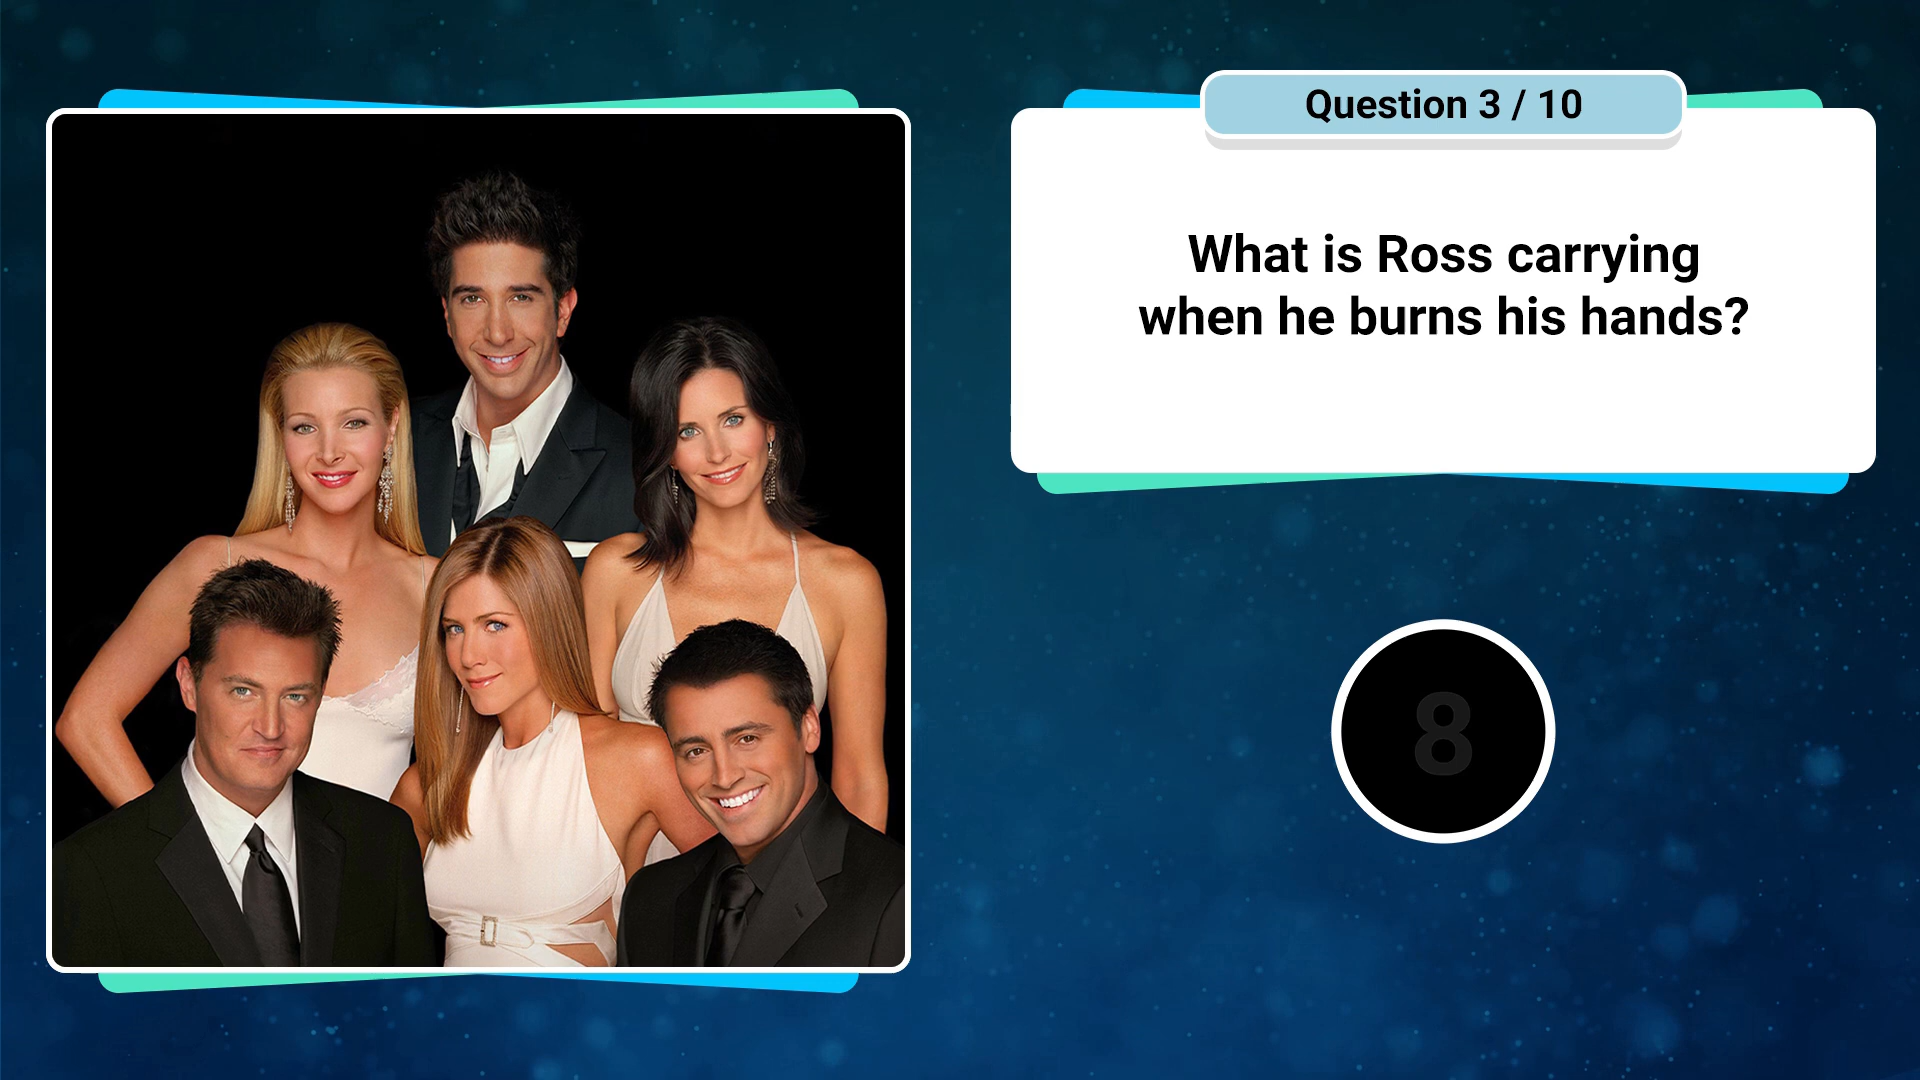 Question 3 / 10
What is Ross carrying
when he burns his hands?
8